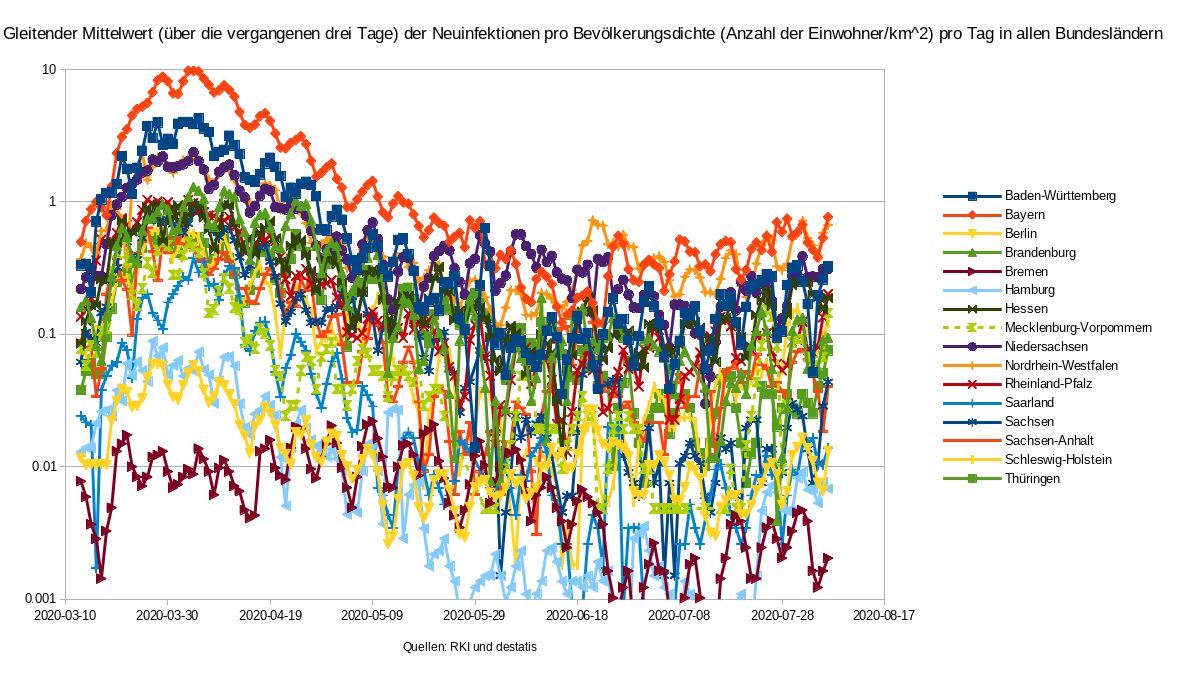 Gleitender Mittelwert (über die vergangenen drei Tage) der Neuinfektionen pro Bevölkerungsdichte (Anzahl der Einwohner/km^2) pro Tag in allen Bundesländern
10
1
0.1
0.01
0.001
2020-03-10 2020-03-30 2020-04-19 2020-05-09 2020-05-29 2020-06-18 2020-07-08 2020-07-28 2020-08-17
Quellen: RKI und destatis
Baden-Württemberg
Bayern
Berlin
Brandenburg
Bremen
Hamburg
Hessen
Mecklenburg-Vorpommern
Niedersachsen
Nordrhein-Westfalen
Rheinland-Pfalz
Saarland
Sachsen
Sachsen-Anhalt
Schleswig-Holstein
Thüringen